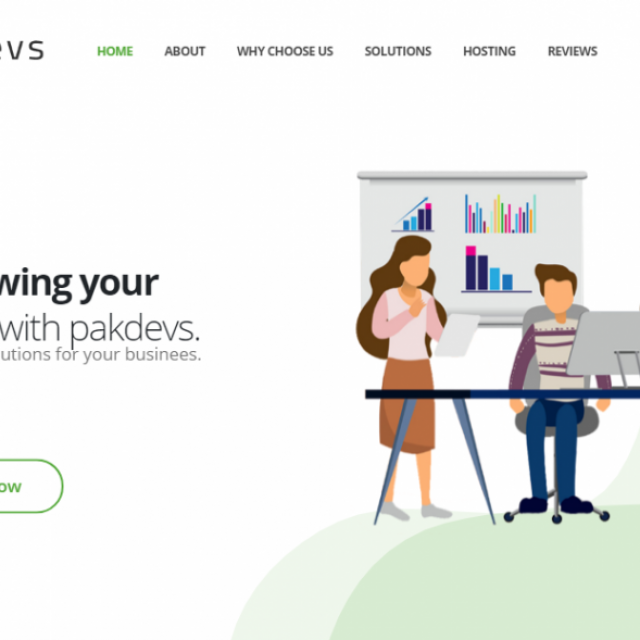 evs
HOME ABOUT WHY CHOOSE US SOLUTIONS HOSTING REVIEWS
wing your
with pakdevs.
utions for your businees.
ow